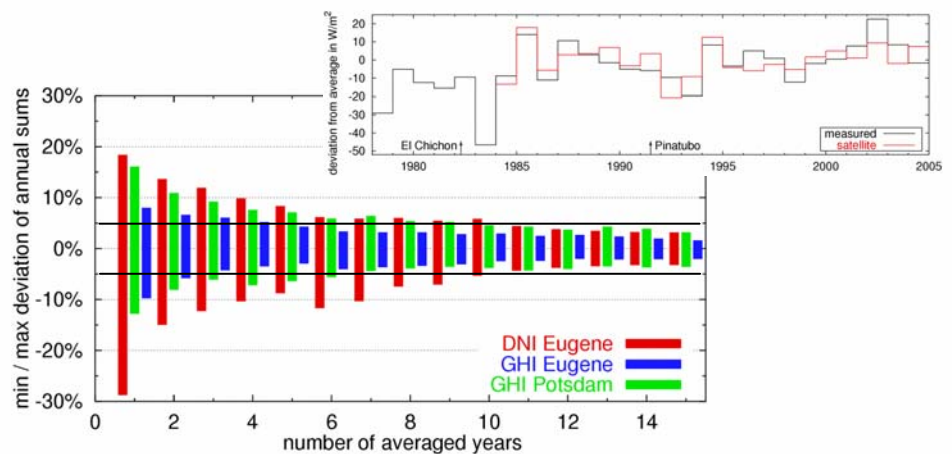 deviation from average in W/m²
20
10
0
-10
-20
-30
-40
-50
El Chichon
Pinatubo
measured
satellite
1980
1985
1990
1995
2000
2005
min / max deviation of annual sums
30%
20%
10%
0%
-10%
-20%
-30%
DNI Eugene
GHI Eugene
GHI Potsdam
0
2
4
6
8
10
12
14
number of averaged years